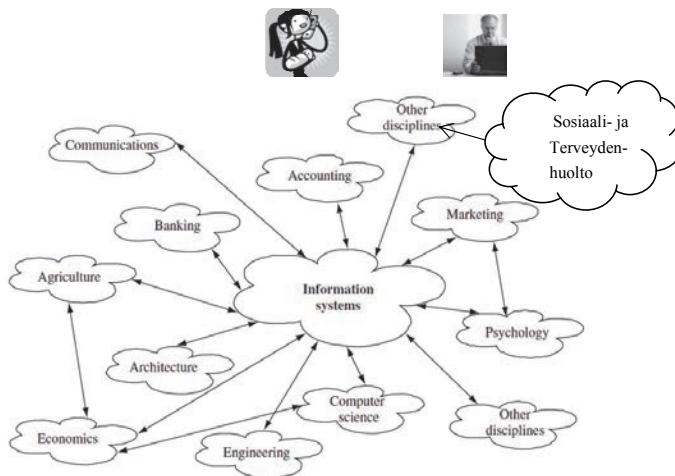 Other
disciplines
Sosiaali- ja
Terveyden-
huolto
Communications
Accounting
Marketing
Banking
Agriculture
Information
systems
Psychology
Architecture
Computer
science
Economics
Engineering
Other
disciplines